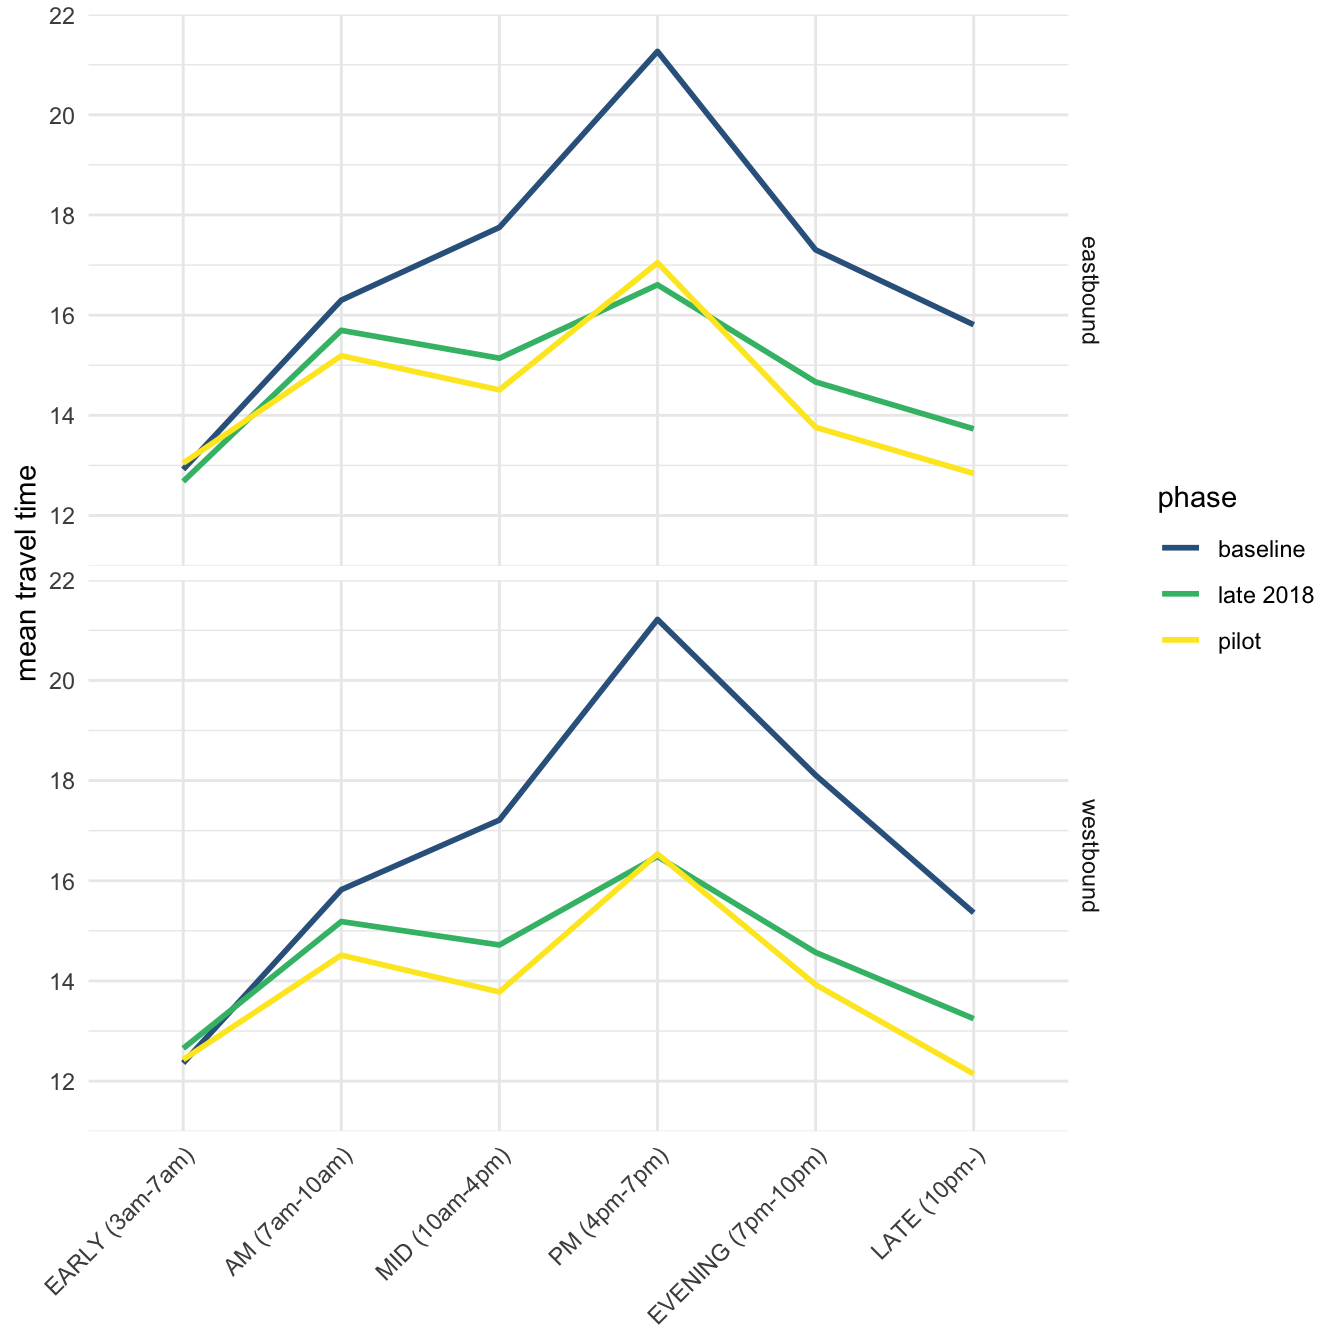 mean travel time
22
20
18
16
14
12
eastbound
22
20
18
16
14
12
westbound
EARLY (3am-7am)
AM (7am-10am)
MID (10am-4pm)
PM (4pm-7pm)
EVENING (7pm-10pm)
LATE (10pm-)
phase
baseline
late 2018
pilot